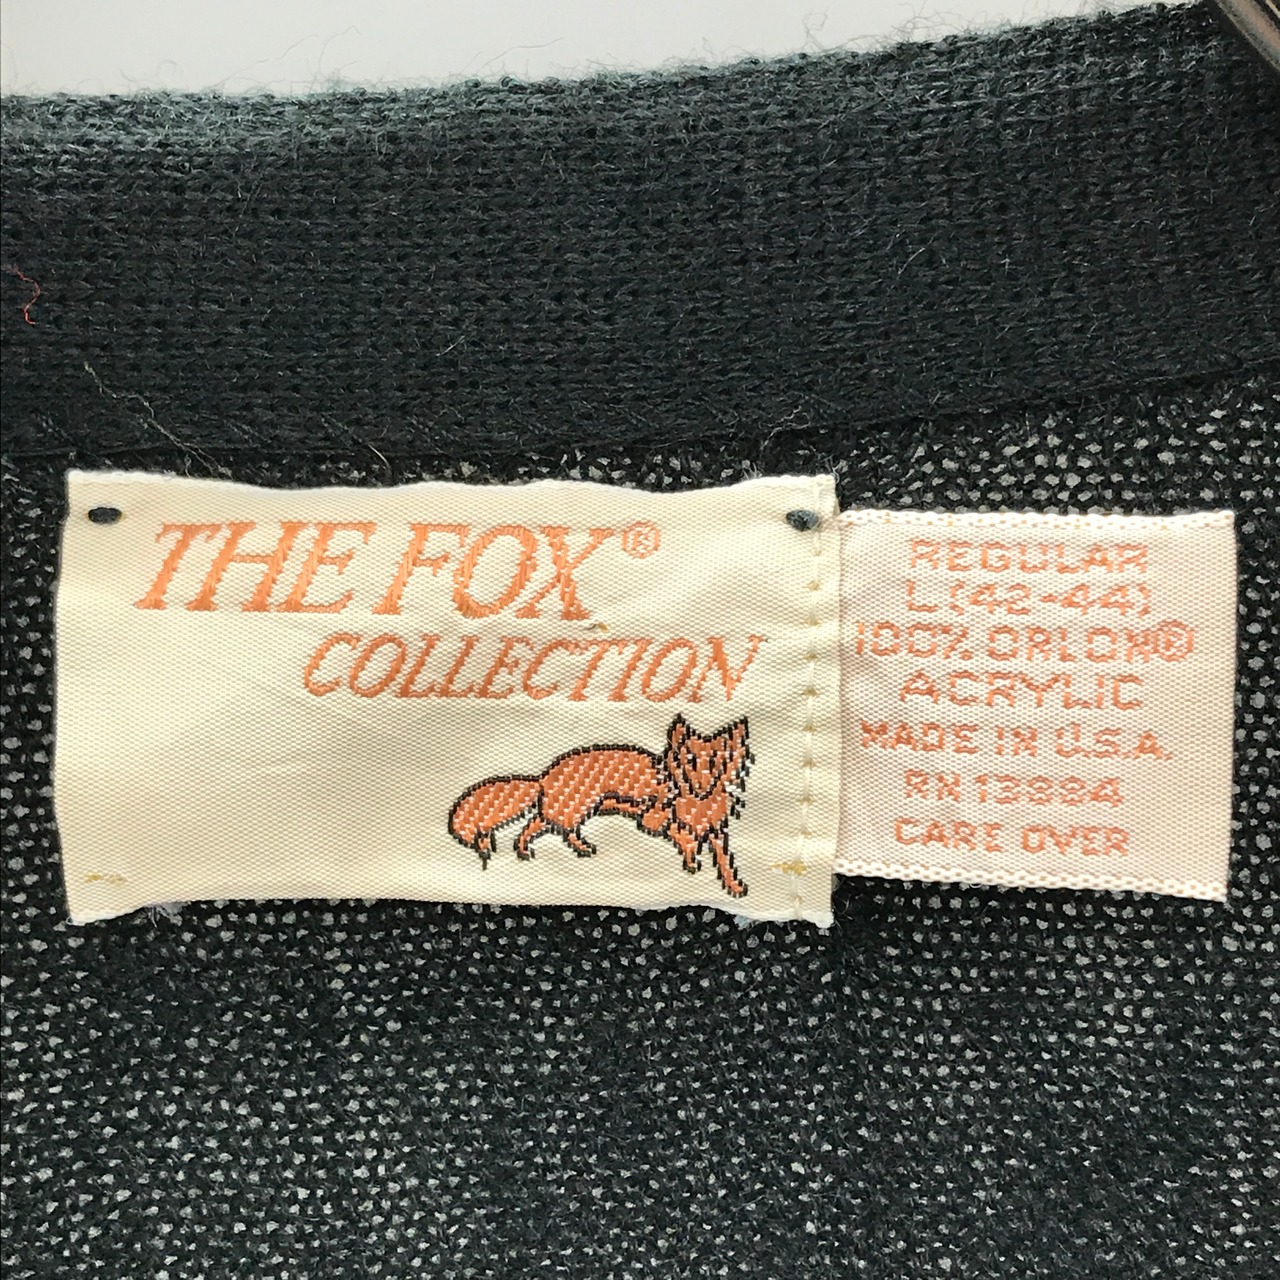 THE FOX®
COLLECTION
REGULAR
L (42-44)
100% ORLON®
ACRYLIC
MADE IN U.S.A.
RN 13884
CARE OVER